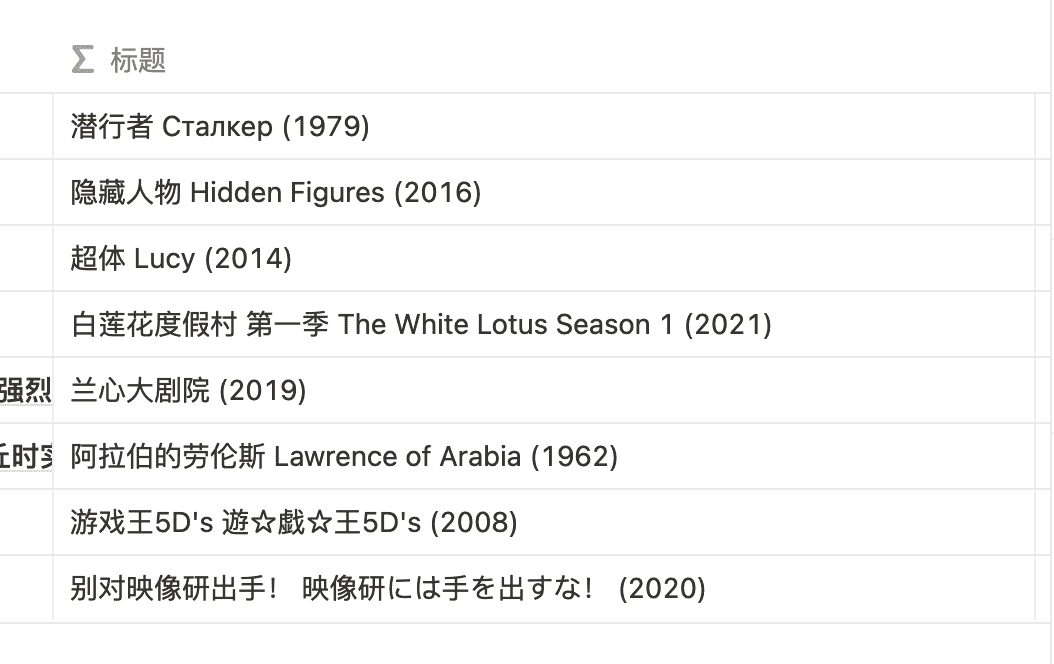 Σ 标题
潜行者 Сталкер (1979)
隐藏人物 Hidden Figures (2016)
超体 Lucy (2014)
白莲花度假村 第一季 The White Lotus Season 1 (2021)
强烈 兰心大剧院 (2019)
丘时实 阿拉伯的劳伦斯 Lawrence of Arabia (1962)
游戏王5D's 遊☆戯☆王5D's (2008)
别对映像研出手！ 映像研には手を出すな！ (2020)